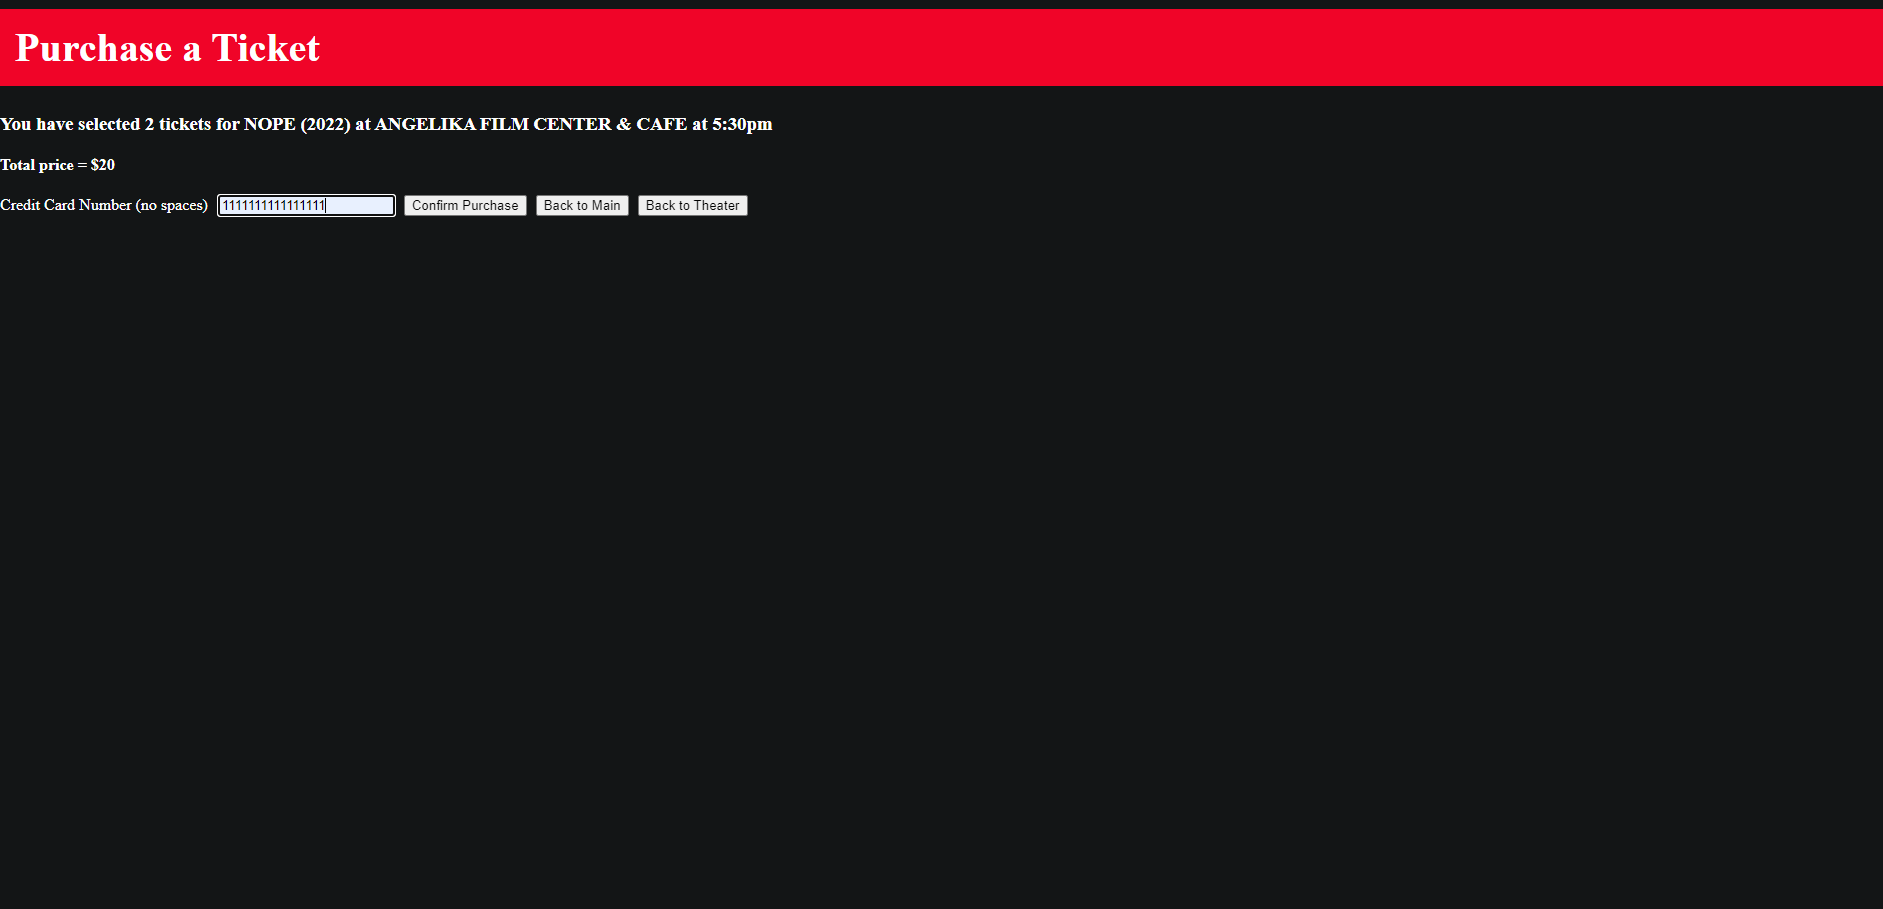 Purchase a Ticket
You have selected 2 tickets for NOPE (2022) at ANGELIKA FILM CENTER & CAFE at 5:30pm
Total price = $20
Credit Card Number (no spaces) 1111111111111111 Confirm Purchase Back to Main Back to Theater